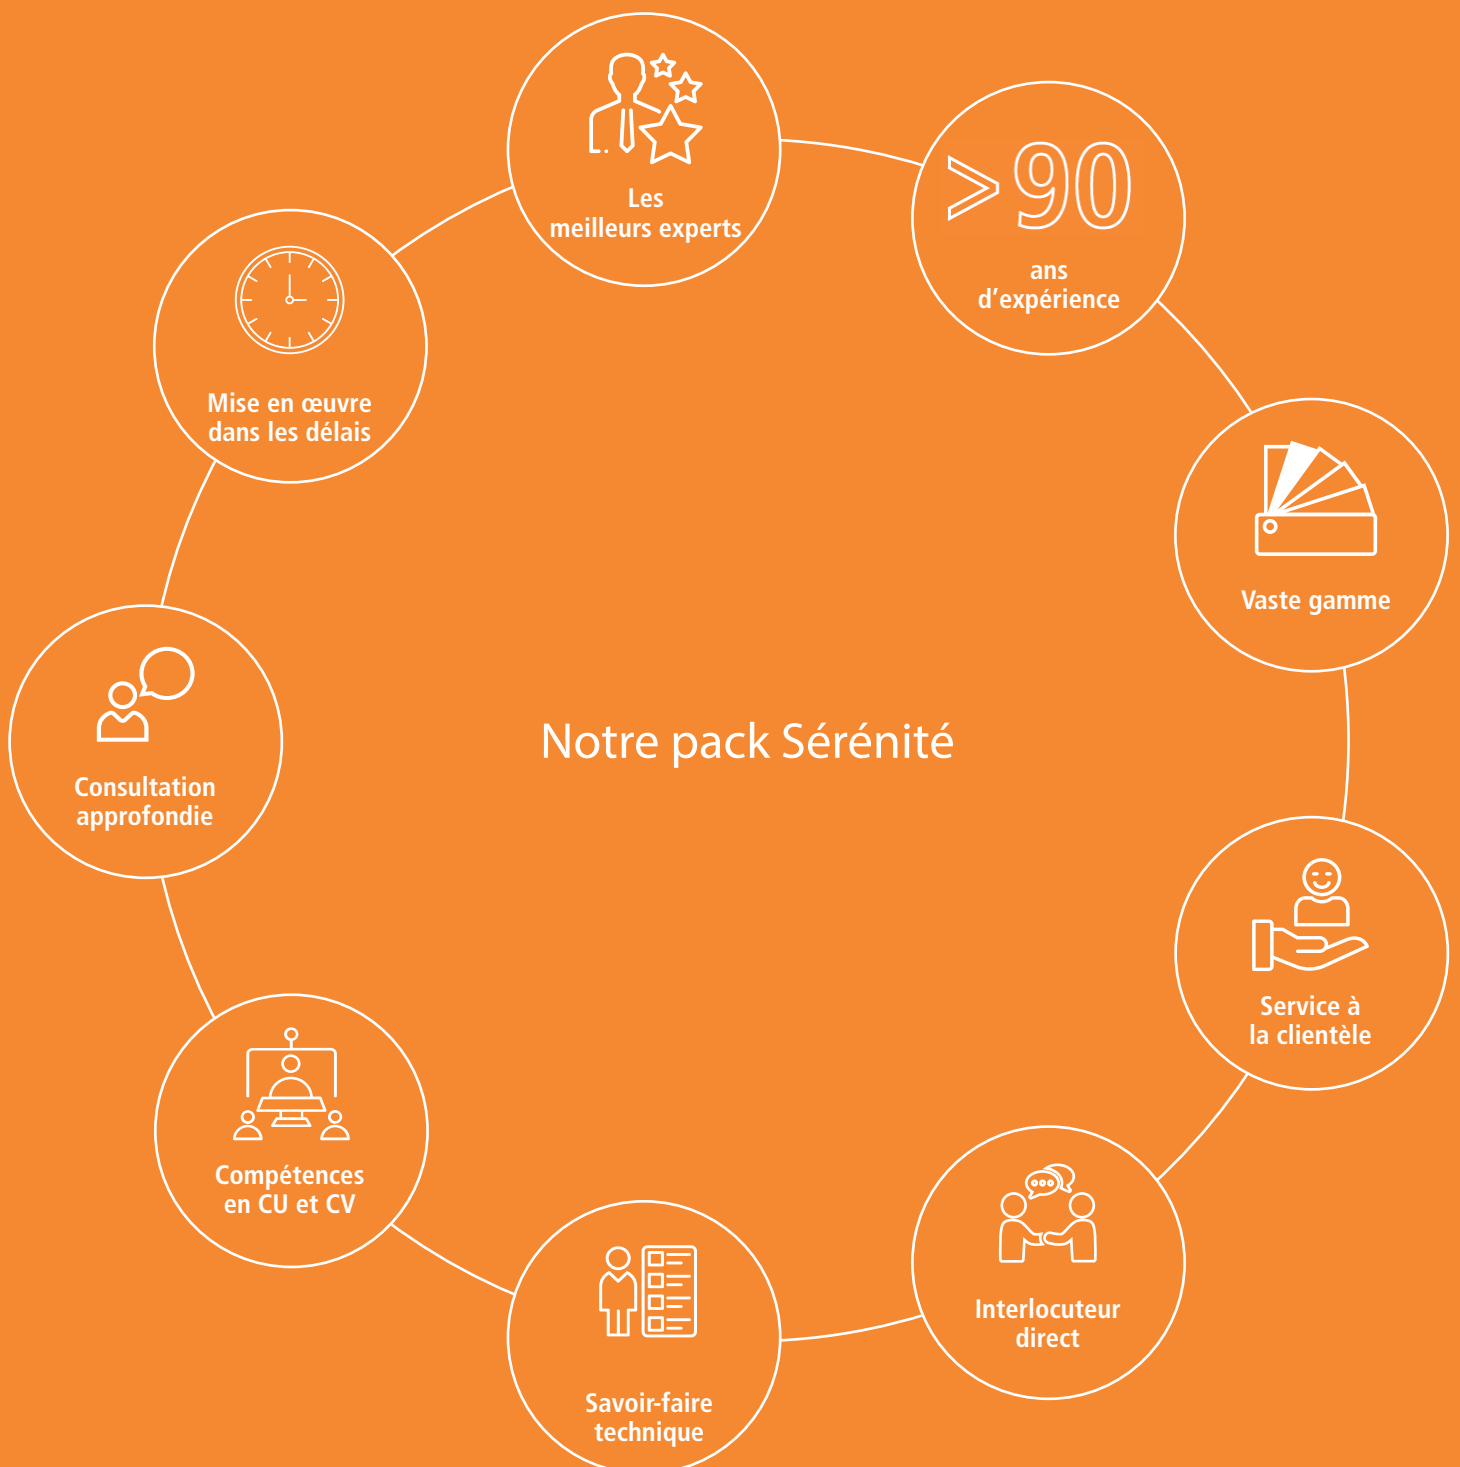 Les
meilleurs experts
>90
ans
d’expérience
Mise en œuvre
dans les délais
Vaste gamme
Notre pack Sérénité
Consultation
approfondie
Service à
la clientèle
Compétences
en CU et CV
Interlocuteur
direct
Savoir-faire
technique